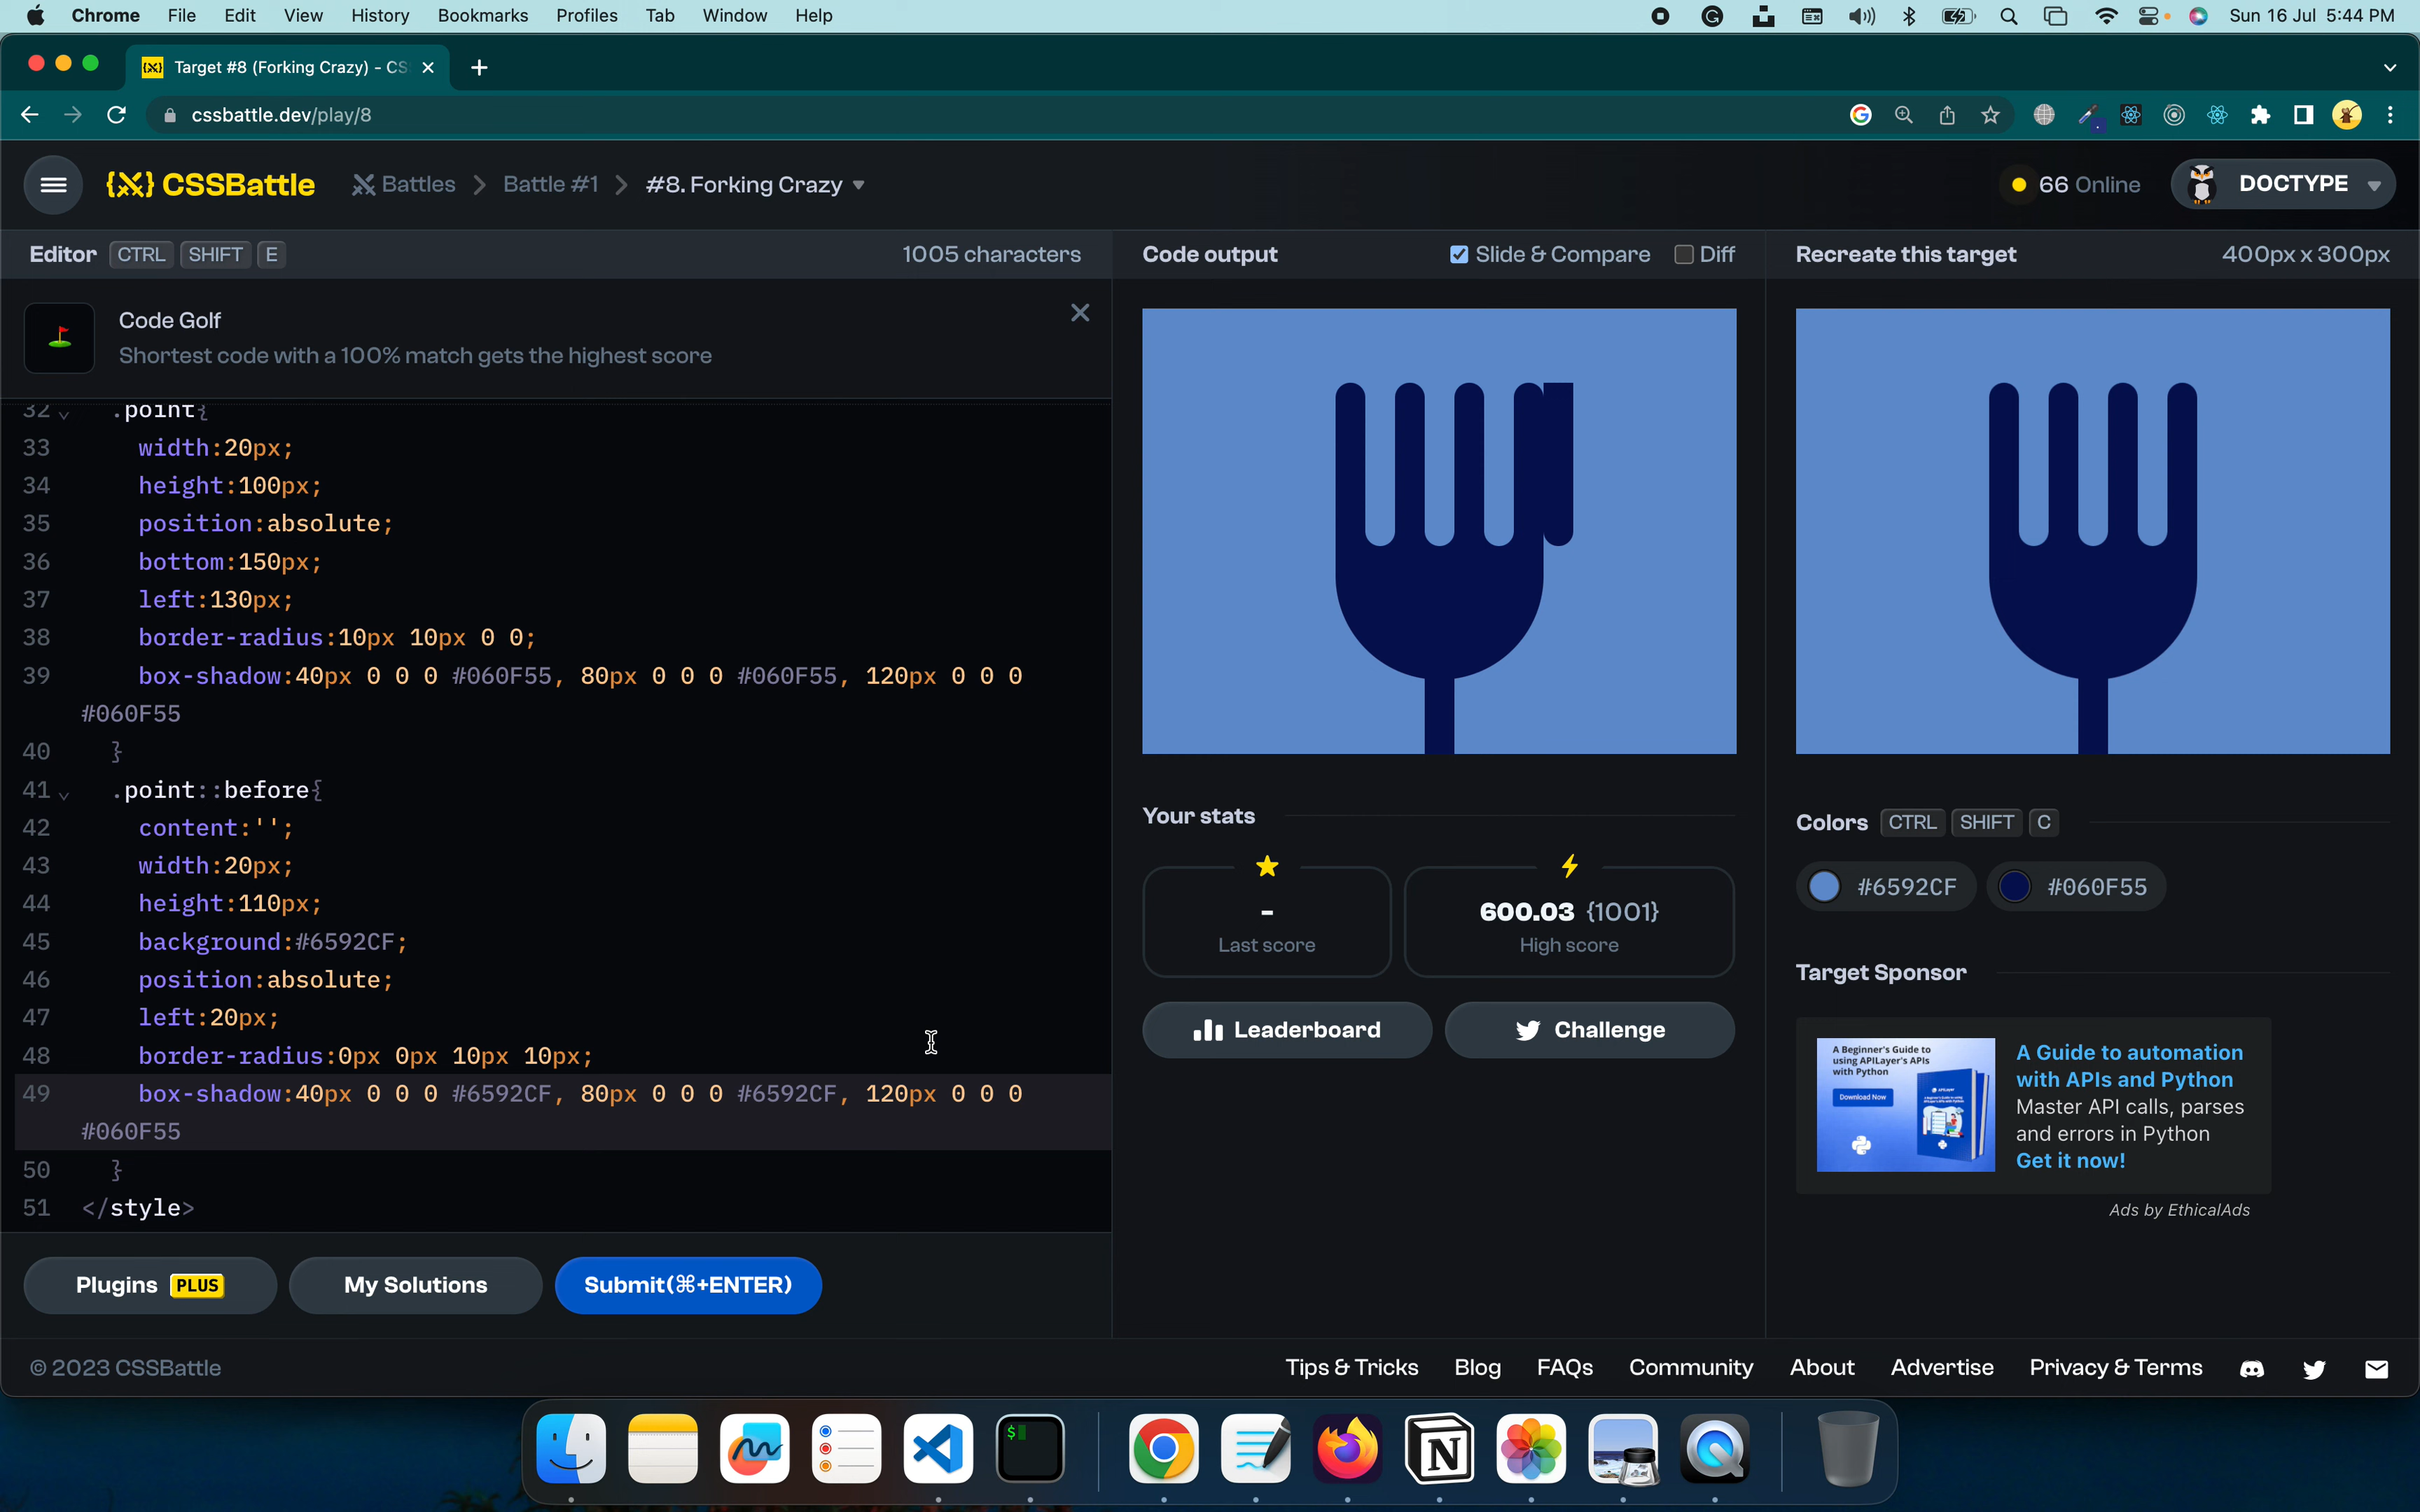 Chrome File Edit View History Bookmarks Profiles Tab Window Help Sun 16 Jul 5:44 PM
Target #8 (Forking Crazy) - CS
cssbattle.dev/play/8
{X} CSSBattle Battles Battle #1 #8. Forking Crazy 66 Online DOCTYPE
Editor CTRL SHIFT E 1005 characters
Code Golf
Shortest code with a 100% match gets the highest score
32 .point{
33 width:20px;
34 height:100px;
35 position:absolute;
36 bottom:150px;
37 left:130px;
38 border-radius:10px 10px 0 0;
39 box-shadow:40px 0 0 0 #060F55, 80px 0 0 0 #060F55, 120px 0 0 0
#060F55
40 }
41 .point::before{
42 content:'';
43 width:20px;
44 height:110px;
45 background:#6592CF;
46 position:absolute;
47 left:20px;
48 border-radius:0px 0px 10px 10px;
49 box-shadow:40px 0 0 0 #6592CF, 80px 0 0 0 #6592CF, 120px 0 0 0
#060F55
50 }
51 </style>
Plugins PLUS My Solutions Submit(⌘+ENTER)
Code output Slide & Compare Diff
Your stats
-
Last score
600.03 {1001}
High score
Leaderboard Challenge
Recreate this target 400px x 300px
Colors CTRL SHIFT C
#6592CF #060F55
Target Sponsor
A Beginner's Guide to
using APILayer's APIs
with Python
Download Now
A Guide to automation
with APIs and Python
Master API calls, parses
and errors in Python
Get it now!
Ads by EthicalAds
© 2023 CSSBattle Tips & Tricks Blog FAQs Community About Advertise Privacy & Terms